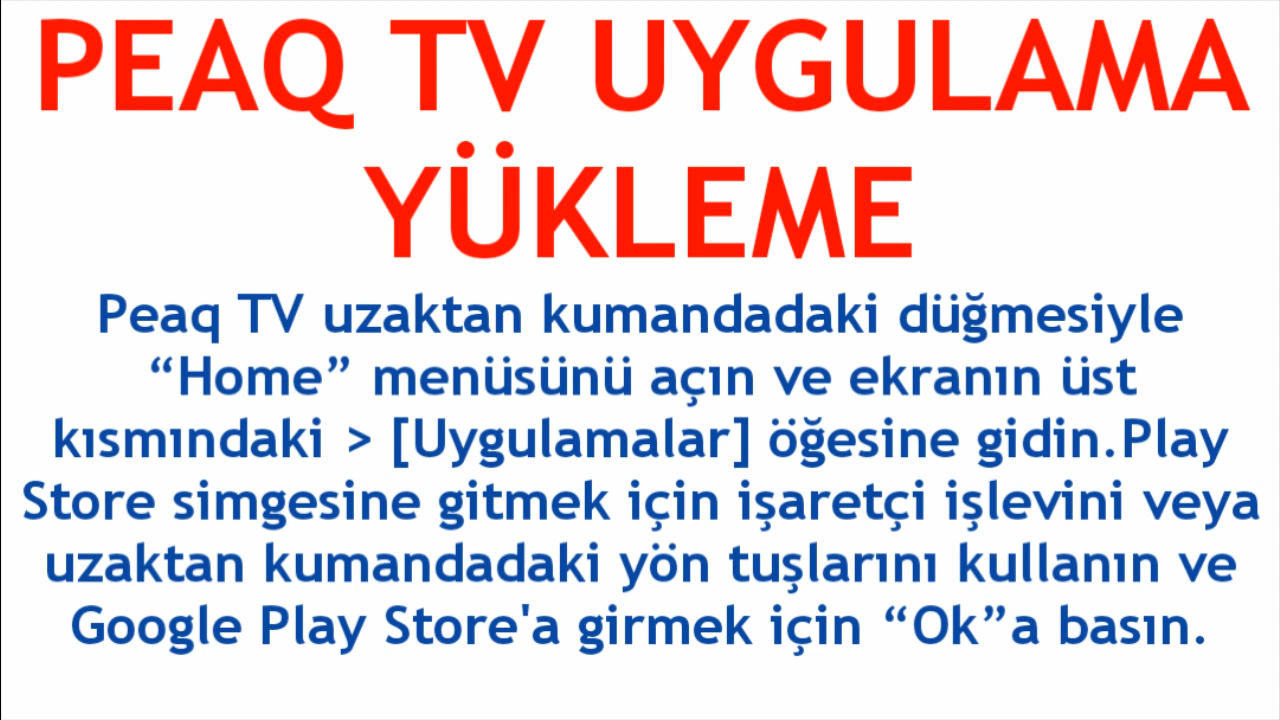 PEAQ TV UYGULAMA
YÜKLEME
Peaq TV uzaktan kumandadaki düğmesiyle
“Home” menüsünü açın ve ekranın üst
kısmındaki > [Uygulamalar] öğesine gidin.Play
Store simgesine gitmek için işaretçi işlevini veya
uzaktan kumandadaki yön tuşlarını kullanın ve
Google Play Store'a girmek için “Ok”a basın.